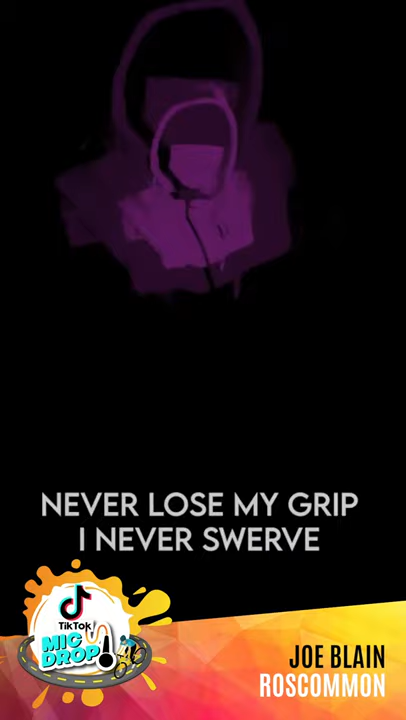 NEVER LOSE MY GRIP
I NEVER SWERVE
TikTok
MIC
DROP
JOE BLAIN
ROSCOMMON